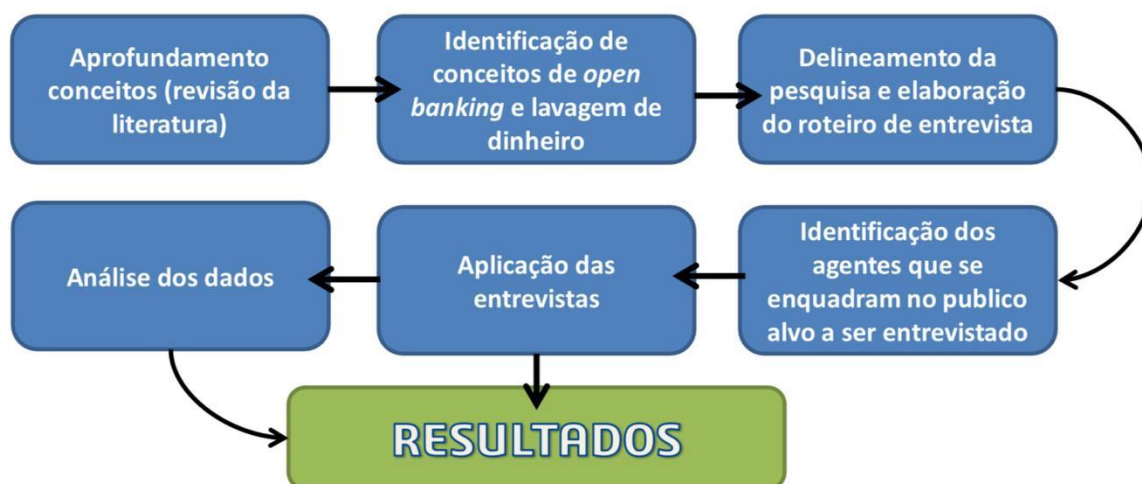 Aprofundamento
conceitos (revisão da
literatura)
Identificação de
conceitos de open
banking e lavagem de
dinheiro
Delineamento da
pesquisa e elaboração
do roteiro de entrevista
Identificação dos
agentes que se
enquadram no publico
alvo a ser entrevistado
Aplicação das
entrevistas
Análise dos dados
RESULTADOS